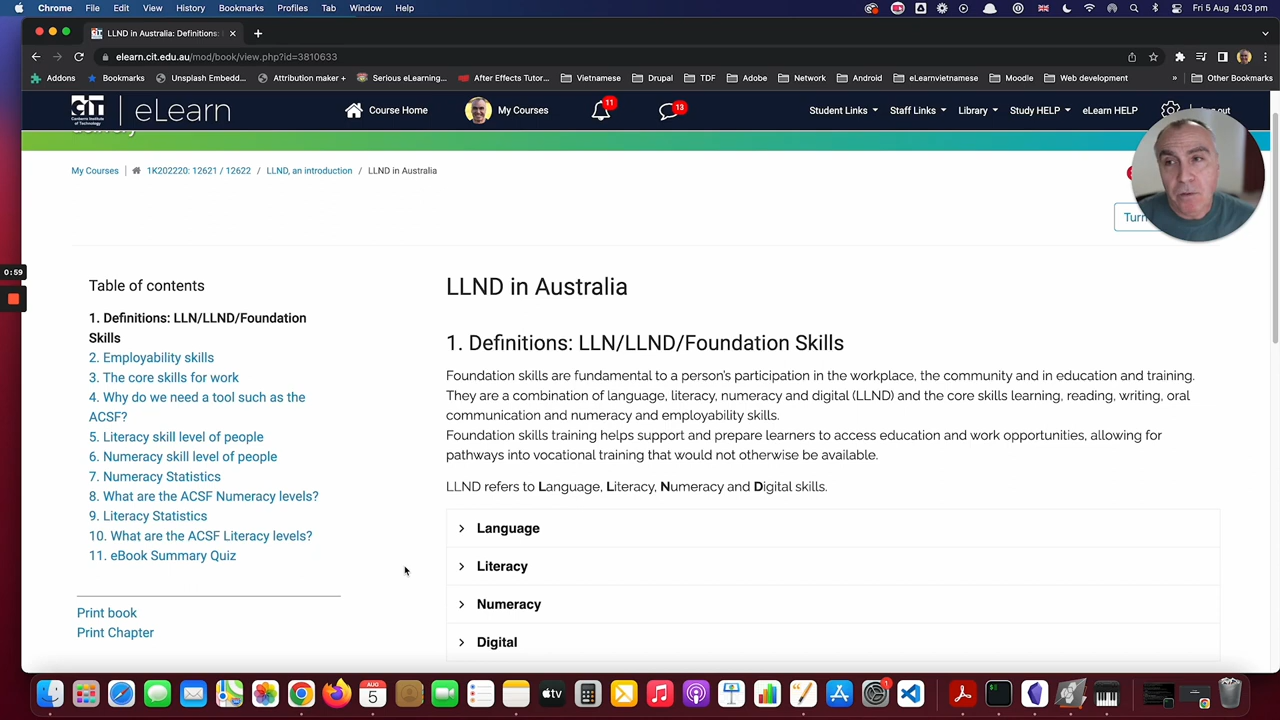 Chrome File Edit View History Bookmarks Profiles Tab Window Help Fri 5 Aug 4:03 pm
LLND in Australia: Definitions:
elearn.cit.edu.au/mod/book/view.php?id=3810633
Addons Bookmarks Unsplash Embedd... Attribution maker + Serious eLearning... After Effects Tutor... Vietnamese Drupal TDF Adobe Network Android eLearnvietnamese Moodle Web development » Other Bookmarks
CIT Canberra Institute of Technology eLearn Course Home My Courses 11 13 Student Links Staff Links Library Study HELP eLearn HELP out
delivery
My Courses | 1K202220: 12621 / 12622 / LLND, an introduction / LLND in Australia
Turn
0:59
Table of contents
1. Definitions: LLN/LLND/Foundation
Skills
2. Employability skills
3. The core skills for work
4. Why do we need a tool such as the
ACSF?
5. Literacy skill level of people
6. Numeracy skill level of people
7. Numeracy Statistics
8. What are the ACSF Numeracy levels?
9. Literacy Statistics
10. What are the ACSF Literacy levels?
11. eBook Summary Quiz
Print book
Print Chapter
LLND in Australia
1. Definitions: LLN/LLND/Foundation Skills
Foundation skills are fundamental to a person's participation in the workplace, the community and in education and training.
They are a combination of language, literacy, numeracy and digital (LLND) and the core skills learning, reading, writing, oral
communication and numeracy and employability skills.
Foundation skills training helps support and prepare learners to access education and work opportunities, allowing for
pathways into vocational training that would not otherwise be available.
LLND refers to Language, Literacy, Numeracy and Digital skills.
Language
Literacy
Numeracy
Digital
AUG
5
tv
1